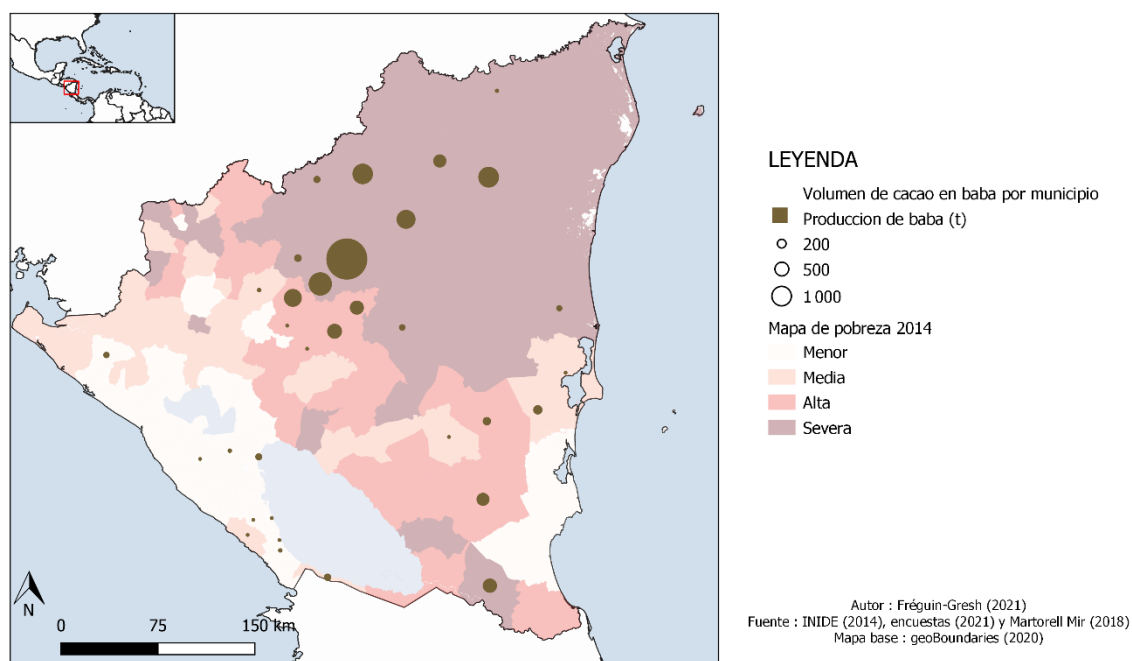 LEYENDA
Volumen de cacao en baba por municipio
Produccion de baba (t)
200
500
1 000
Mapa de pobreza 2014
Menor
Media
Alta
Severa
N
0 75 150 km
Autor : Fréguin-Gresh (2021)
Fuente : INIDE (2014), encuestas (2021) y Martorell Mir (2018)
Mapa base : geoBoundaries (2020)